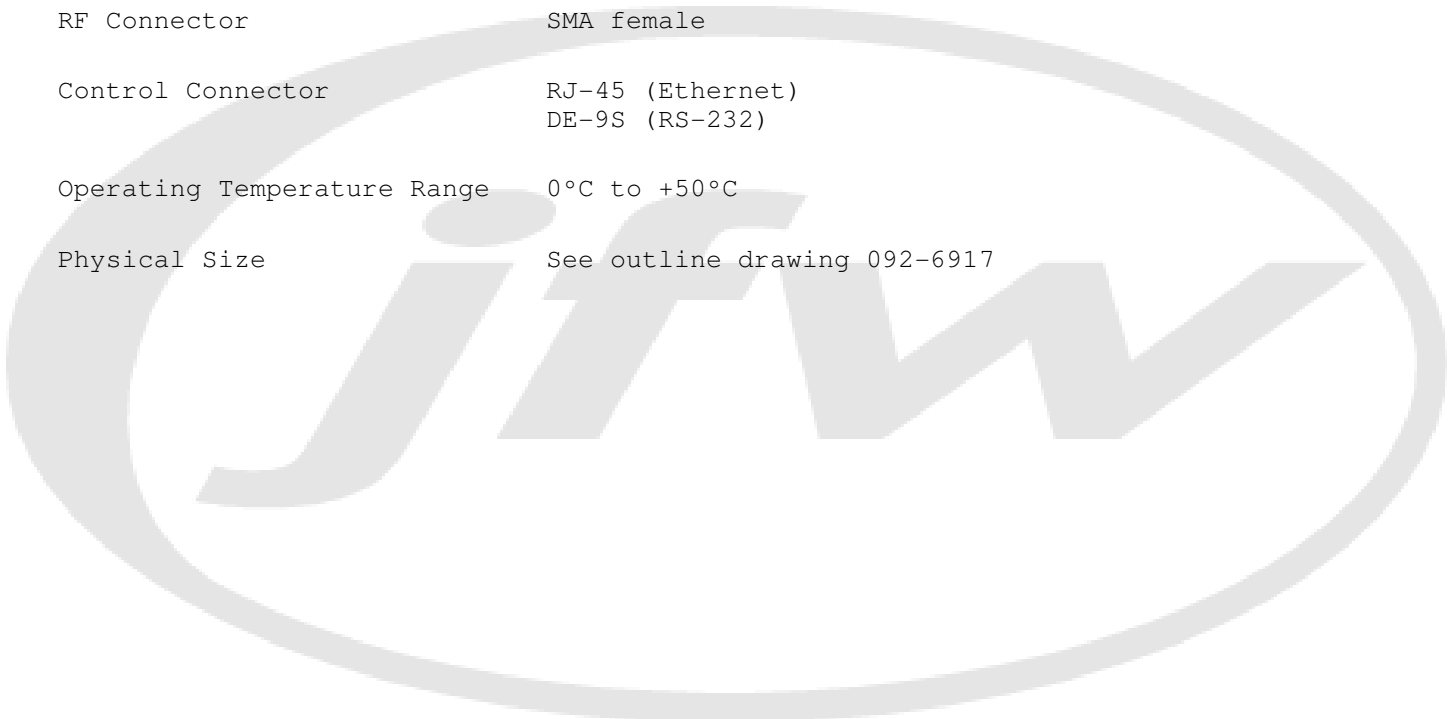 RF Connector SMA female
Control Connector RJ-45 (Ethernet)
DE-9S (RS-232)
Operating Temperature Range 0°C to +50°C
Physical Size See outline drawing 092-6917
jfw